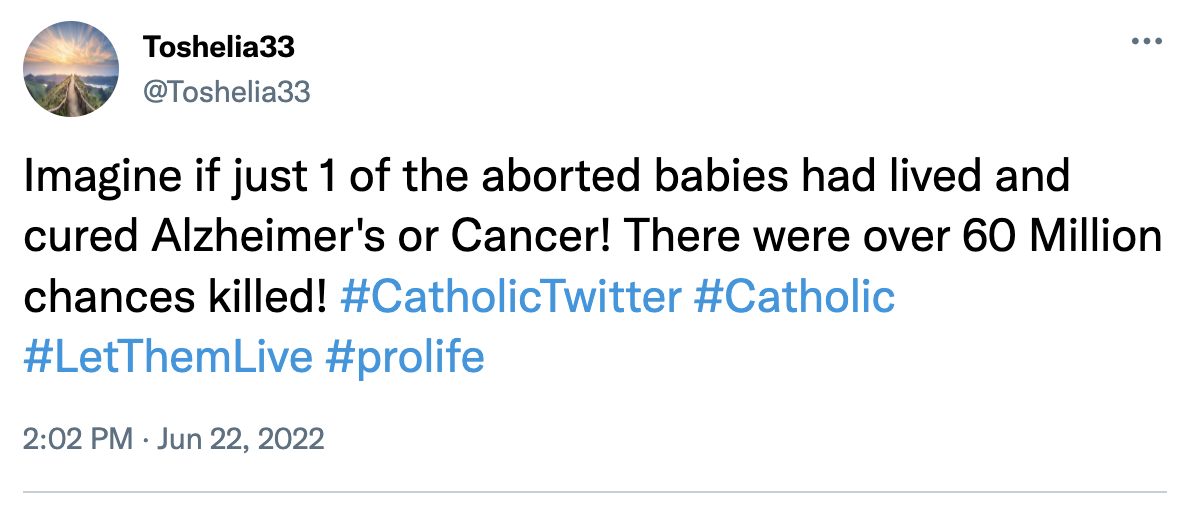 Toshelia33
@Toshelia33
Imagine if just 1 of the aborted babies had lived and
cured Alzheimer's or Cancer! There were over 60 Million
chances killed! #CatholicTwitter #Catholic
#LetThemLive #prolife
2:02 PM · Jun 22, 2022